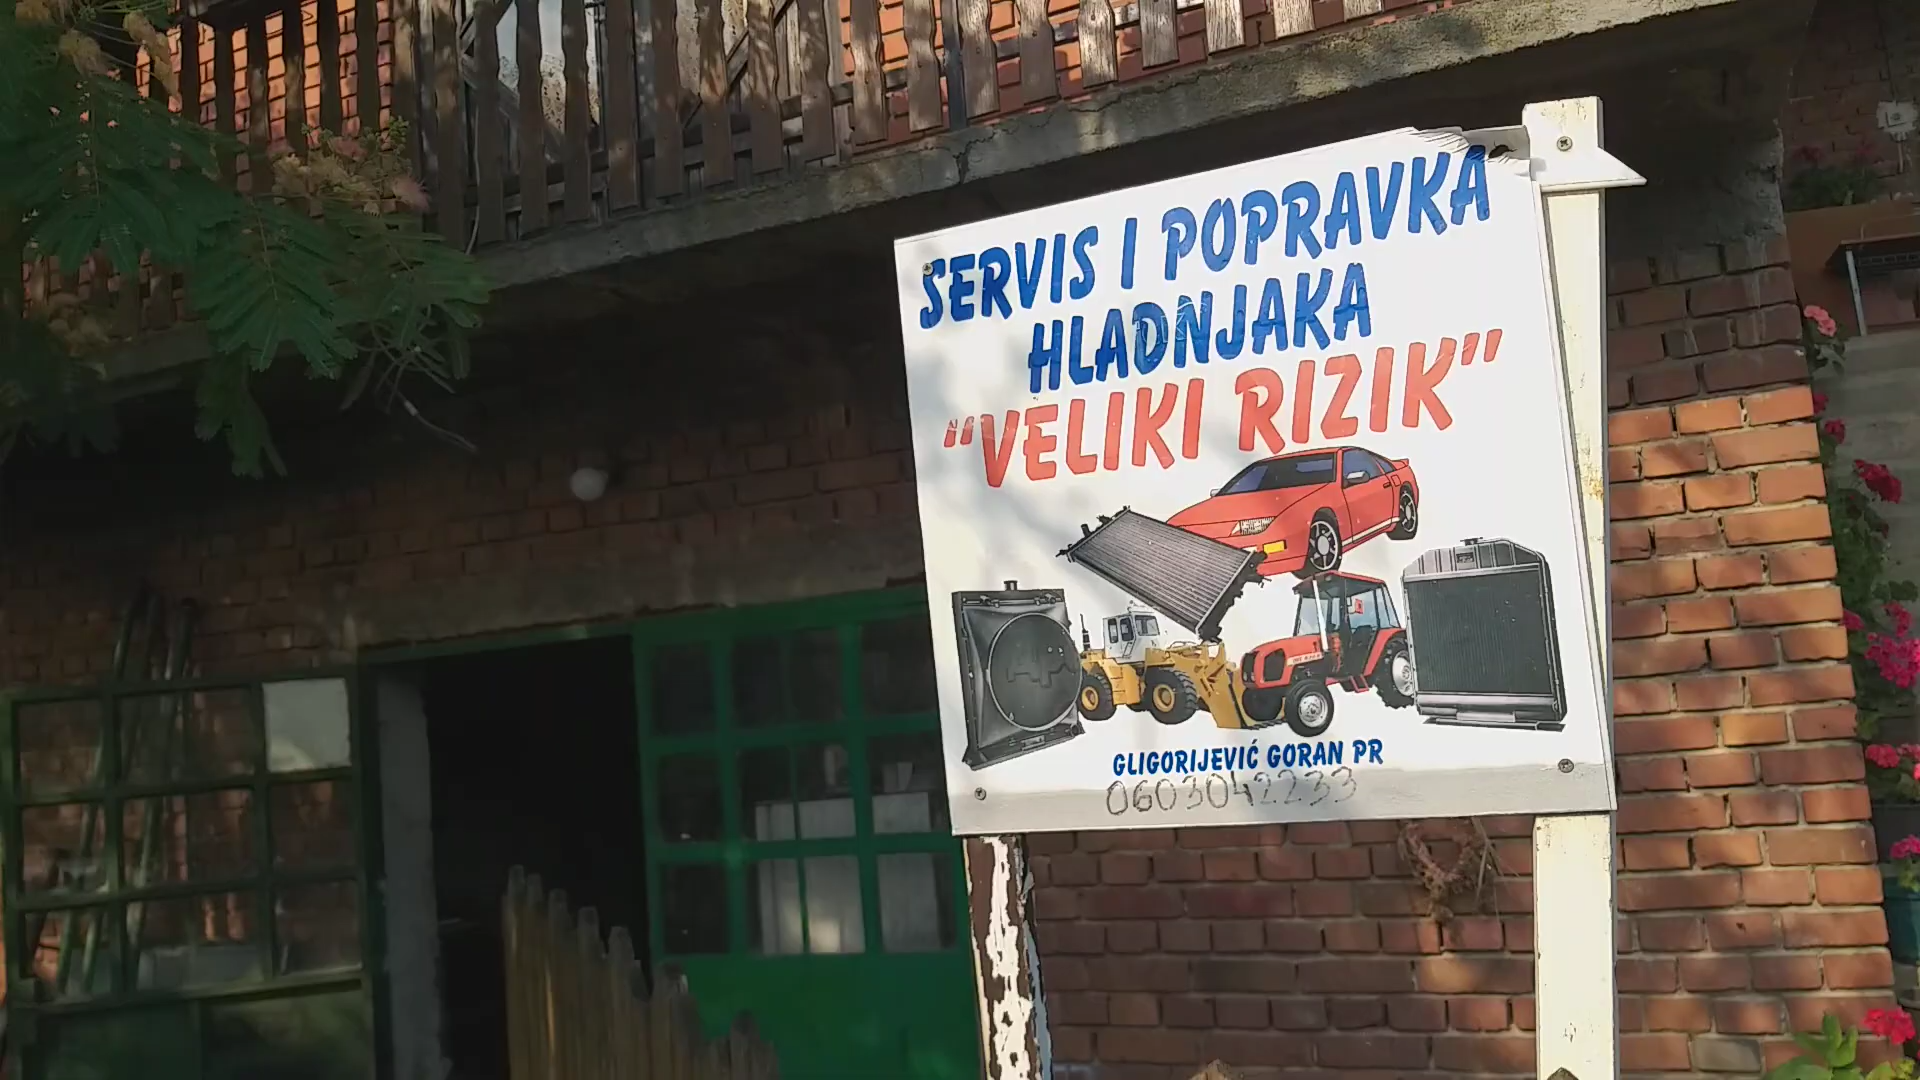 SERVIS I POPRAVKA
HLADNJAKA
"VELIKI RIZIK"
GLIGORIJEVIĆ GORAN PR
0603042233